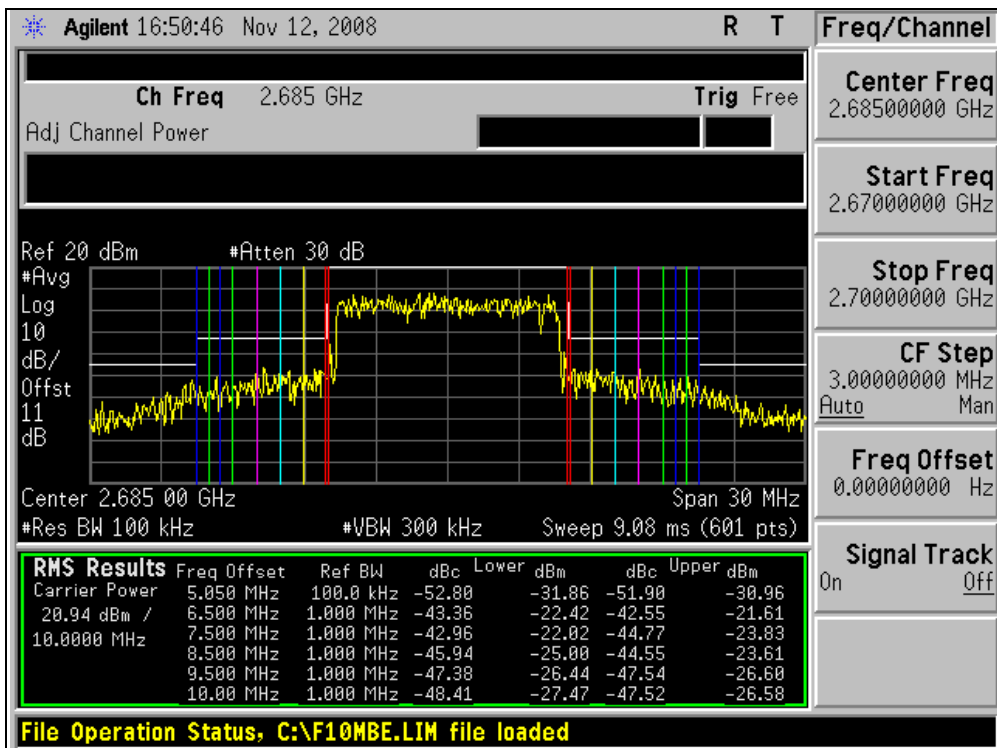 Agilent 16:50:46 Nov 12, 2008 R T
Freq/Channel
Ch Freq 2.685 GHz Trig Free
Adj Channel Power
Center Freq
2.68500000 GHz
Start Freq
2.67000000 GHz
Stop Freq
2.70000000 GHz
CF Step
3.00000000 MHz
Auto Man
Freq Offset
0.00000000 Hz
Signal Track
On Off
Ref 20 dBm #Atten 30 dB
#Avg
Log
10
dB/
Offst
11
dB
Center 2.685 00 GHz Span 30 MHz
#Res BW 100 kHz #VBW 300 kHz Sweep 9.08 ms (601 pts)
RMS Results Freq Offset Ref BW dBc Lower dBm dBc Upper dBm
Carrier Power 5.050 MHz 100.0 kHz -52.80 -31.86 -51.90 -30.96
20.94 dBm / 6.500 MHz 1.000 MHz -43.36 -22.42 -42.55 -21.61
10.0000 MHz 7.500 MHz 1.000 MHz -42.96 -22.02 -44.77 -23.83
8.500 MHz 1.000 MHz -45.94 -25.00 -44.55 -23.61
9.500 MHz 1.000 MHz -47.38 -26.44 -47.54 -26.60
10.00 MHz 1.000 MHz -48.41 -27.47 -47.52 -26.58
File Operation Status, C:\F10MBE.LIM file loaded